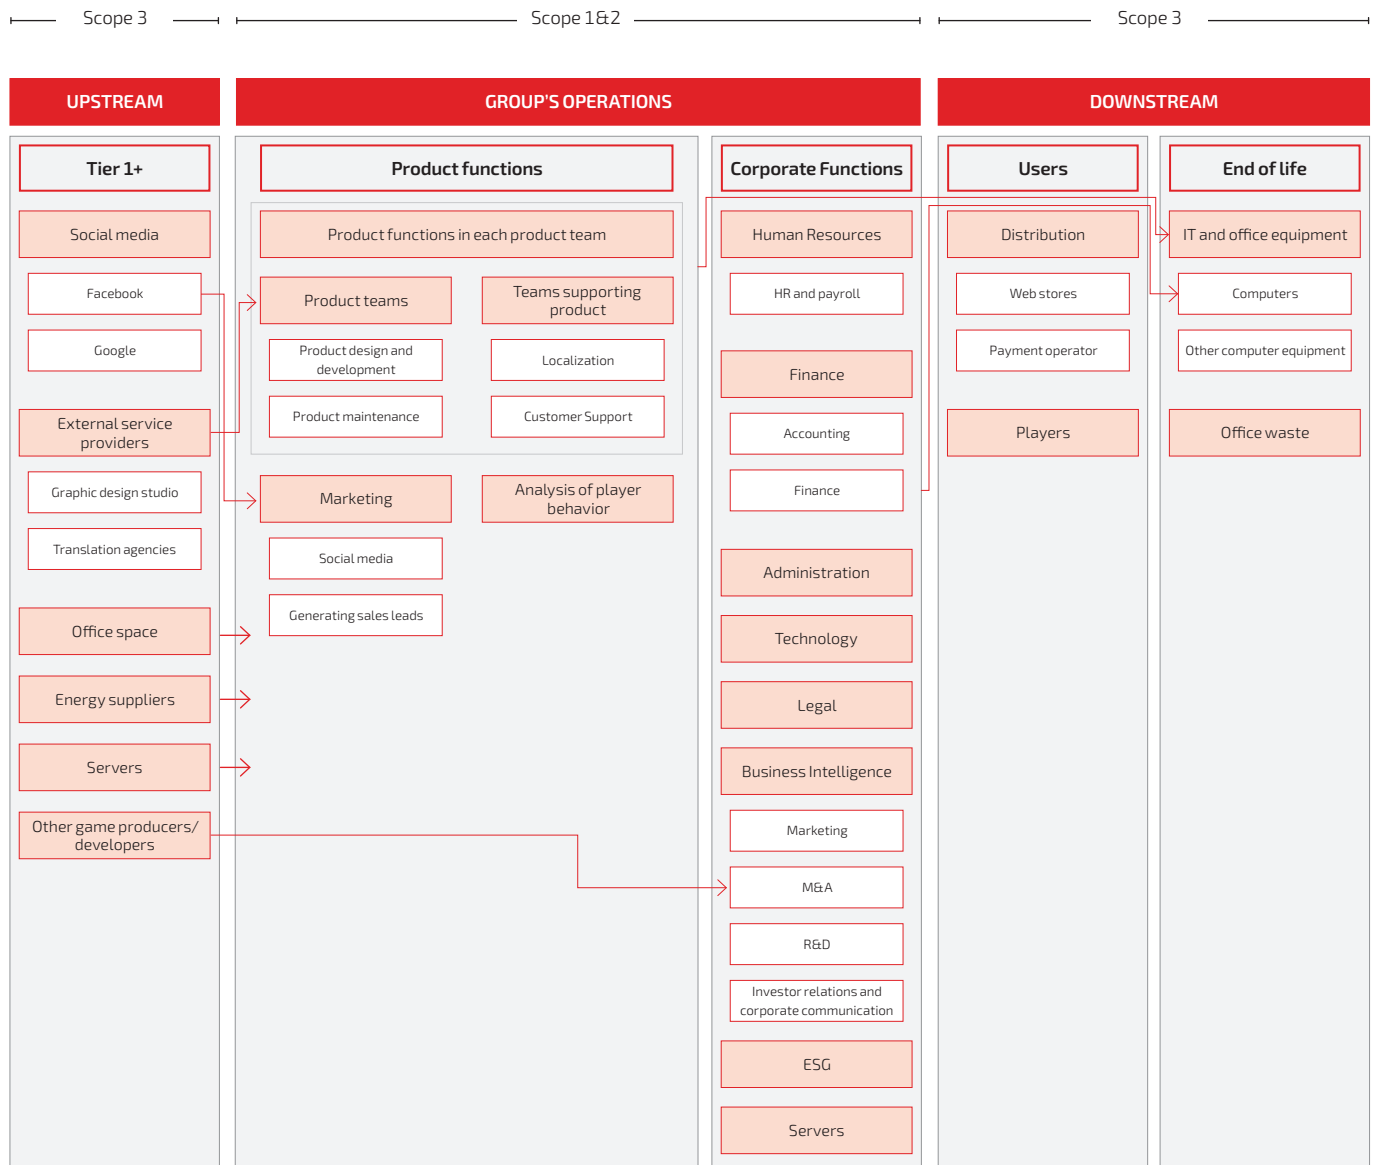 Scope 3
Scope 1&2
Scope 3
UPSTREAM
GROUP'S OPERATIONS
DOWNSTREAM
Tier 1+
Social media
Facebook
Google
External service
providers
Graphic design studio
Translation agencies
Office space
Energy suppliers
Servers
Other game producers/
developers
Product functions
Product functions in each product team
Product teams
Product design and
development
Product maintenance
Teams supporting
product
Localization
Customer Support
Marketing
Social media
Generating sales leads
Analysis of player
behavior
Corporate Functions
Human Resources
HR and payroll
Finance
Accounting
Finance
Administration
Technology
Legal
Business Intelligence
Marketing
M&A
R&D
Investor relations and
corporate communication
ESG
Servers
Users
Distribution
Web stores
Payment operator
Players
End of life
IT and office equipment
Computers
Other computer equipment
Office waste